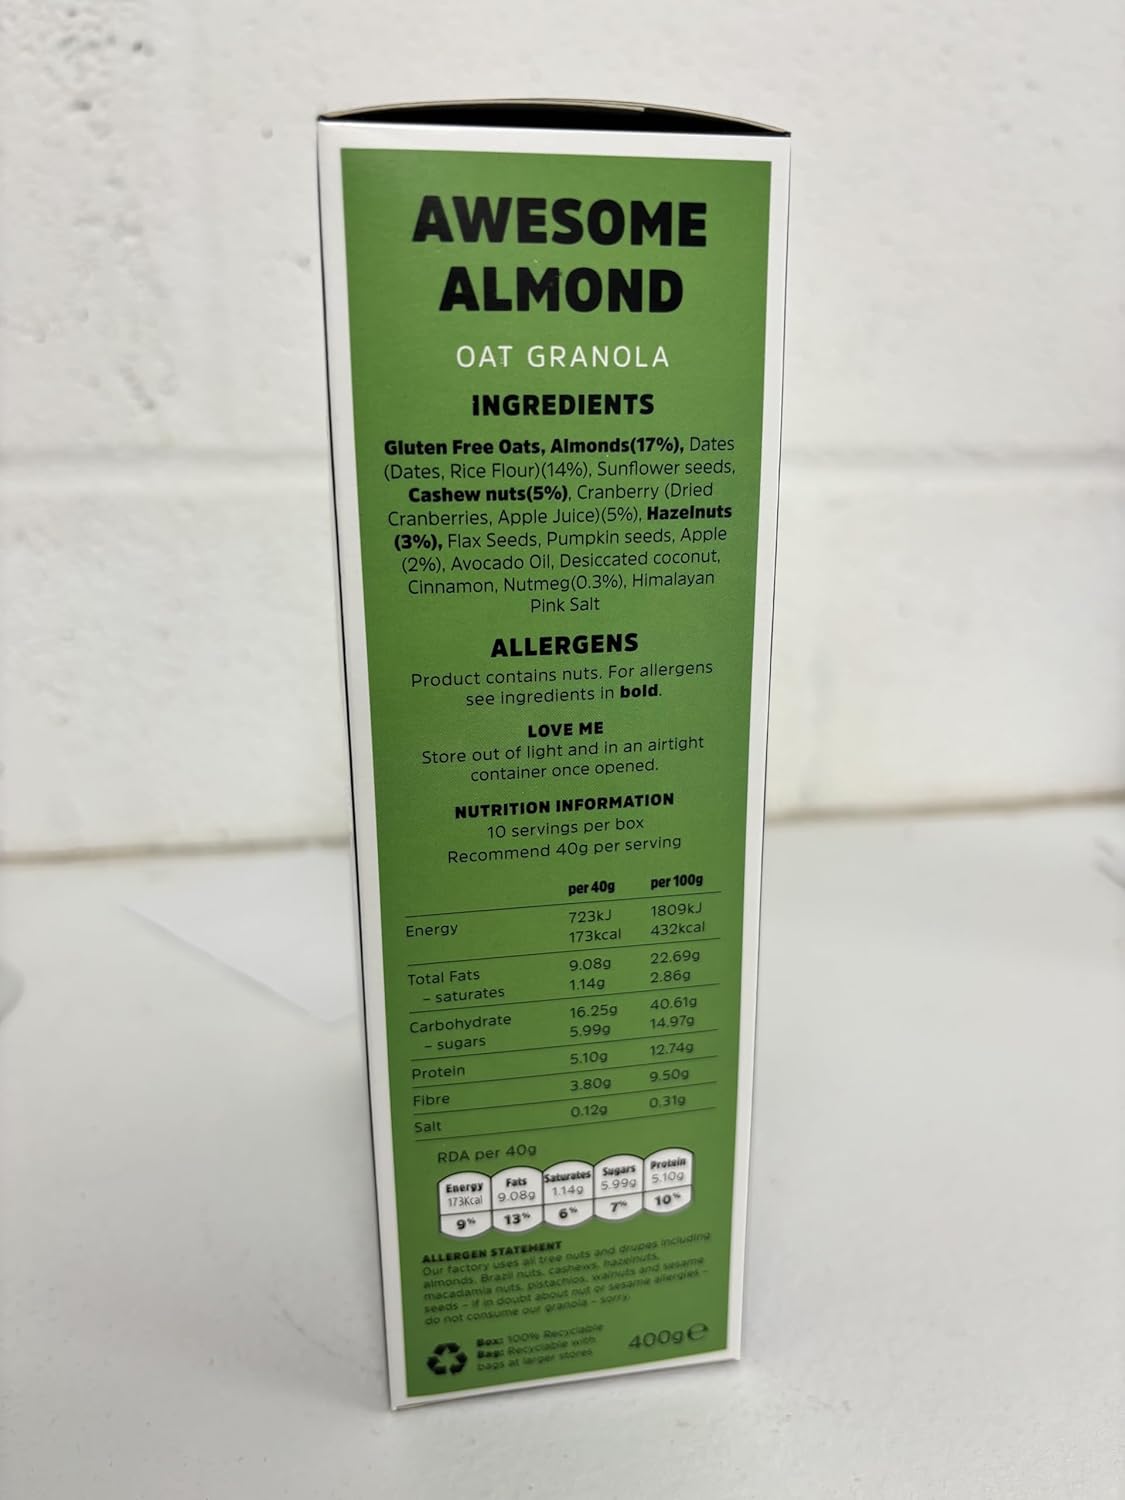 AWESOME
ALMOND
OAT GRANOLA
INGREDIENTS
Gluten Free Oats, Almonds(17%), Dates
(Dates, Rice Flour)(14%), Sunflower seeds,
Cashew nuts(5%), Cranberry (Dried
Cranberries, Apple Juice)(5%), Hazelnuts
(3%), Flax Seeds, Pumpkin seeds, Apple
(2%), Avocado Oil, Desiccated coconut,
Cinnamon, Nutmeg(0.3%), Himalayan
Pink Salt
ALLERGENS
Product contains nuts. For allergens
see ingredients in bold.
LOVE ME
Store out of light and in an airtight
container once opened.
NUTRITION INFORMATION
10 servings per box
Recommend 40g per serving
per 40g per 100g
Energy 723kJ 1809kJ
173kcal 432kcal
Total Fats 9.08g 22.69g
– saturates 1.14g 2.86g
Carbohydrate 16.25g 40.61g
– sugars 5.99g 14.97g
Protein 5.10g 12.74g
Fibre 3.80g 9.50g
Salt 0.12g 0.31g
RDA per 40g
Energy Fats Saturates Sugars Protein
173Kcal 9.08g 1.14g 5.99g 5.10g
9% 13% 6% 7% 10%
ALLERGEN STATEMENT
Our factory uses all tree nuts and drupes including
almonds, Brazil nuts, cashews, hazelnuts,
macadamia nuts, pistachios, walnuts and sesame
seeds – if in doubt about nut or sesame allergies –
do not consume our granola – sorry.
Box: 100% Recyclable
Bag: Recyclable with
bags at larger stores
400g ℮